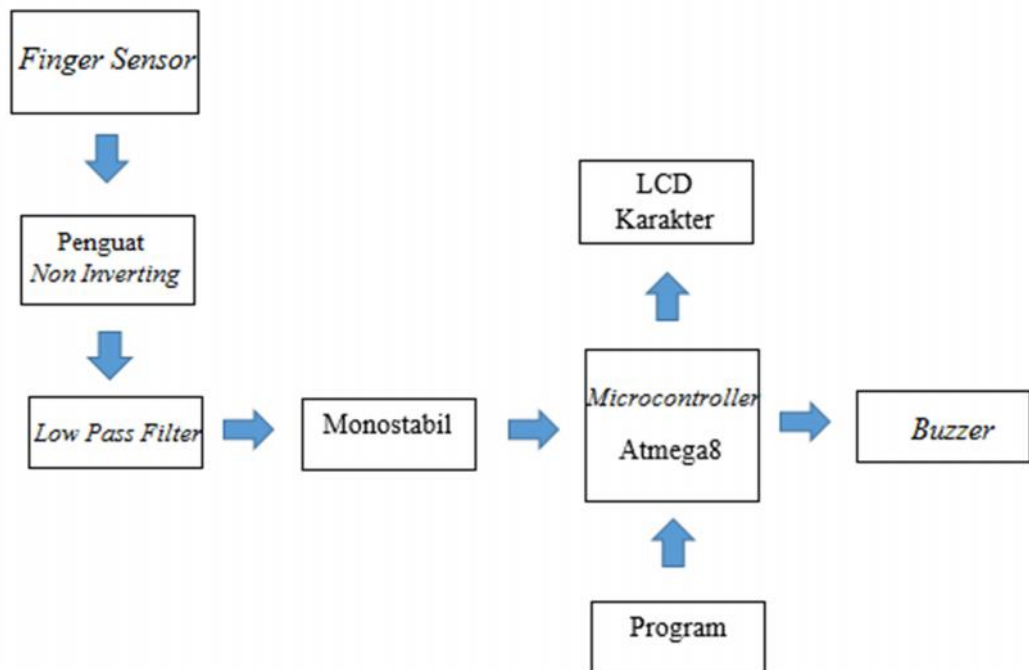 Finger Sensor
Penguat
Non Inverting
Low Pass Filter
Monostabil
LCD
Karakter
Microcontroller
Atmega8
Buzzer
Program